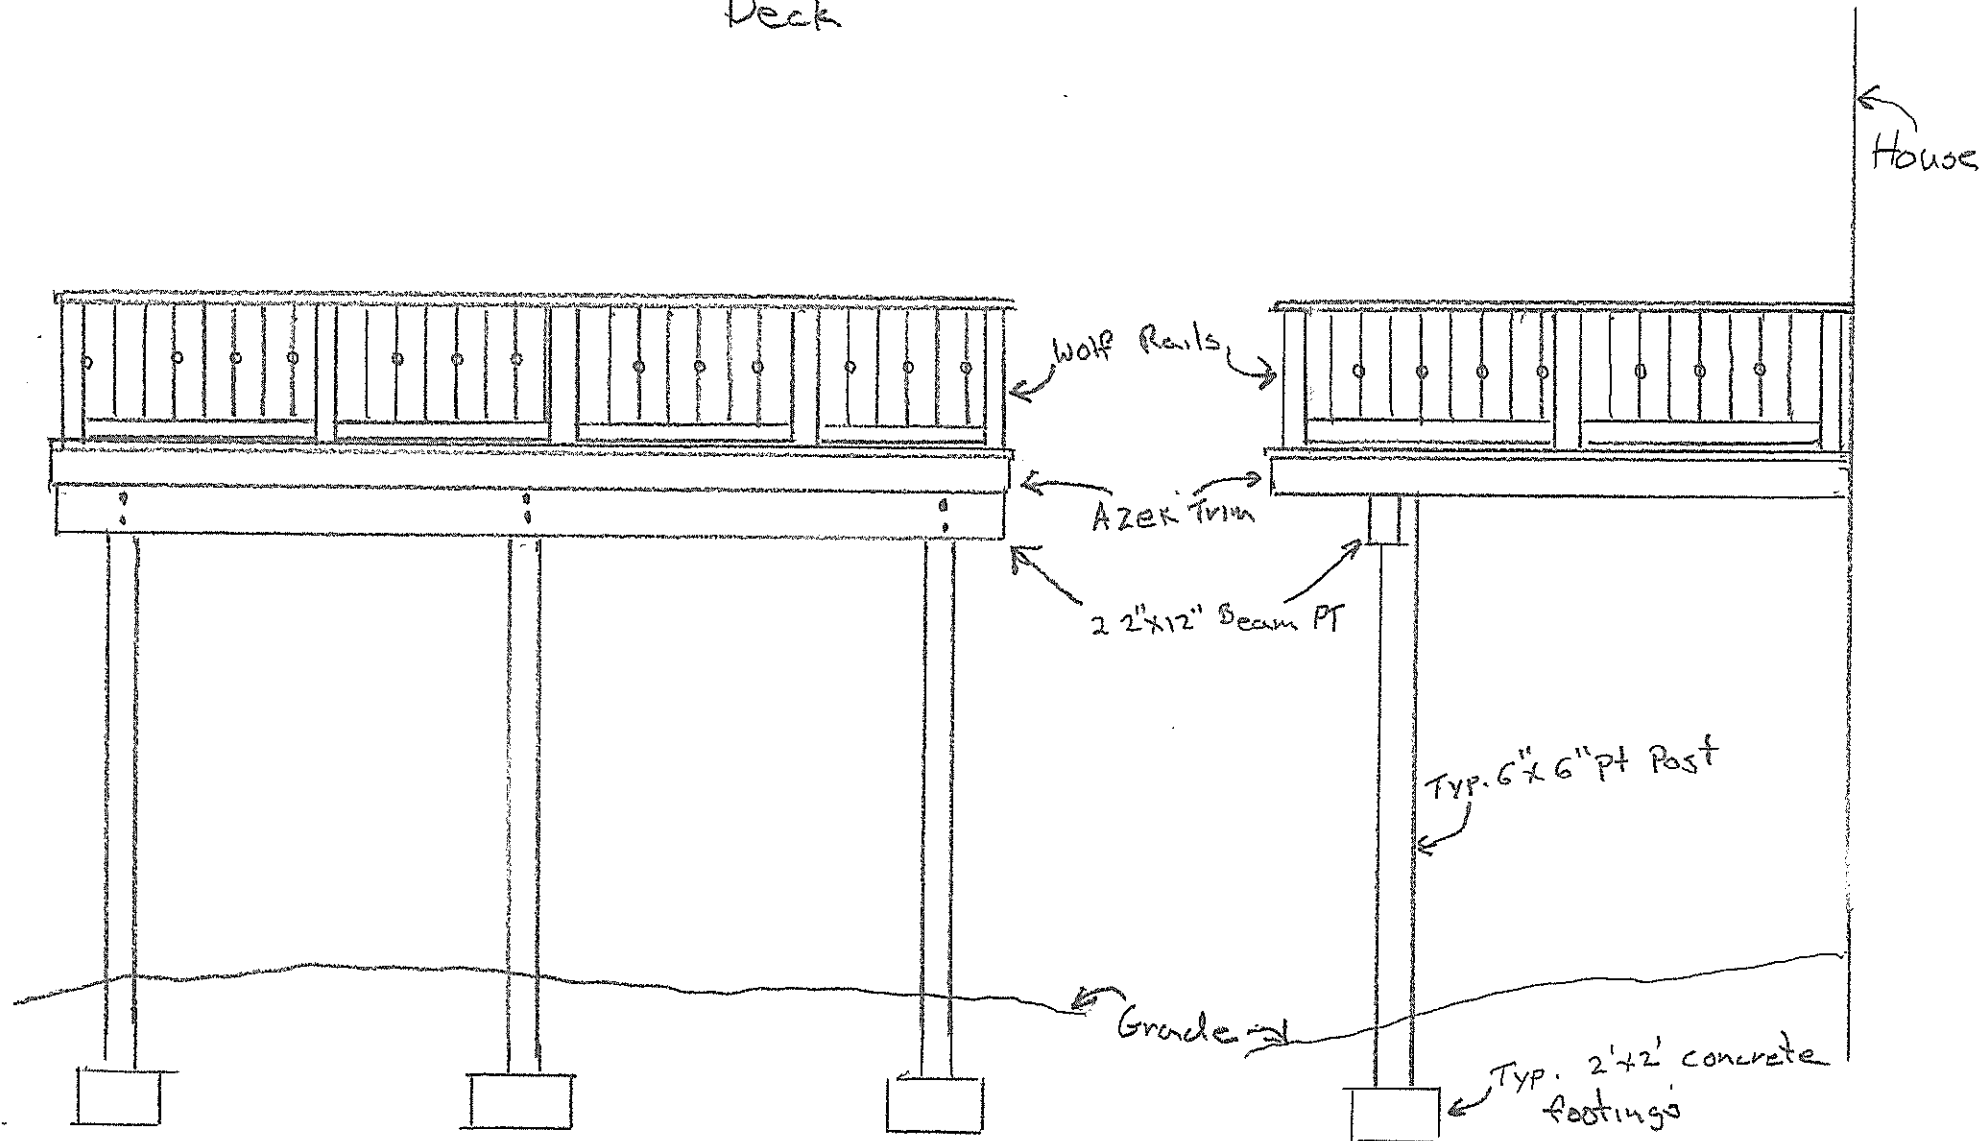 Deck
House
Wolf Rails
Azek Trim
2 2"x12" Beam PT
Typ. 6"x 6" pt Post
Grade
Typ. 2'x2' concrete
footings